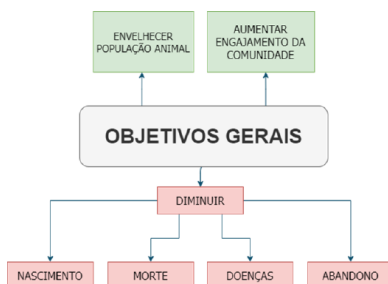 ENVELHECER
POPULAÇÃO ANIMAL
AUMENTAR
ENGAJAMENTO DA
COMUNIDADE
OBJETIVOS GERAIS
DIMINUIR
NASCIMENTO
MORTE
DOENÇAS
ABANDONO